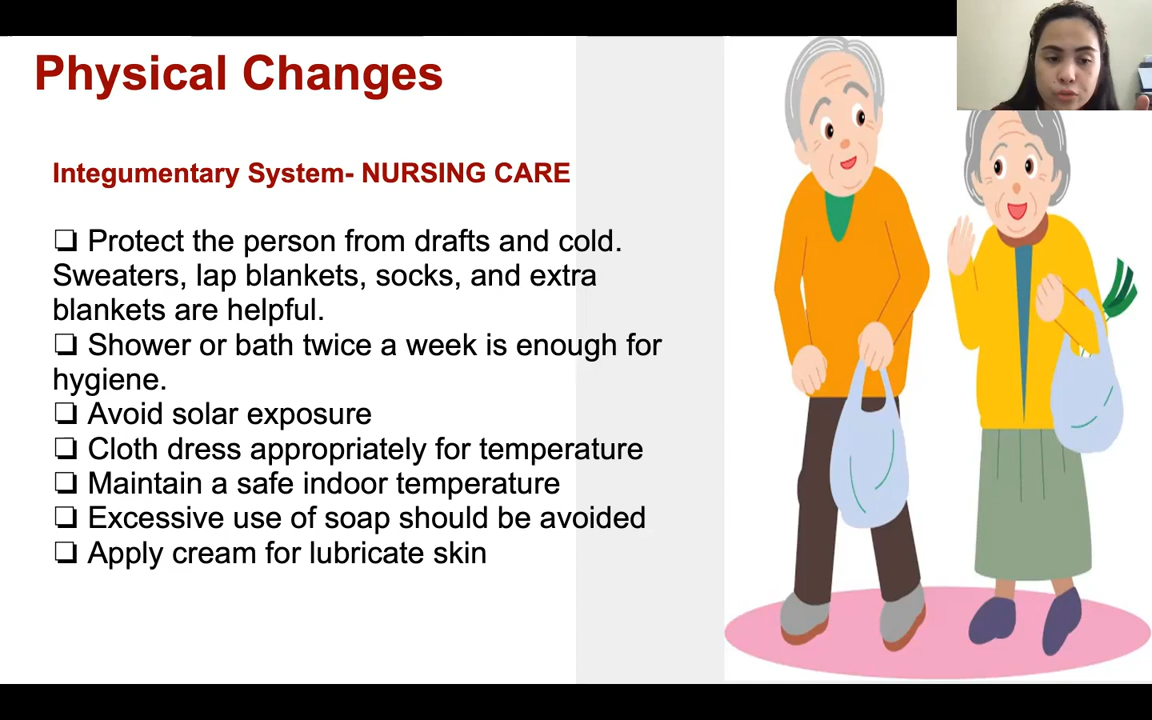 Physical Changes
Integumentary System- NURSING CARE
❏ Protect the person from drafts and cold.
Sweaters, lap blankets, socks, and extra
blankets are helpful.
❏ Shower or bath twice a week is enough for
hygiene.
❏ Avoid solar exposure
❏ Cloth dress appropriately for temperature
❏ Maintain a safe indoor temperature
❏ Excessive use of soap should be avoided
❏ Apply cream for lubricate skin